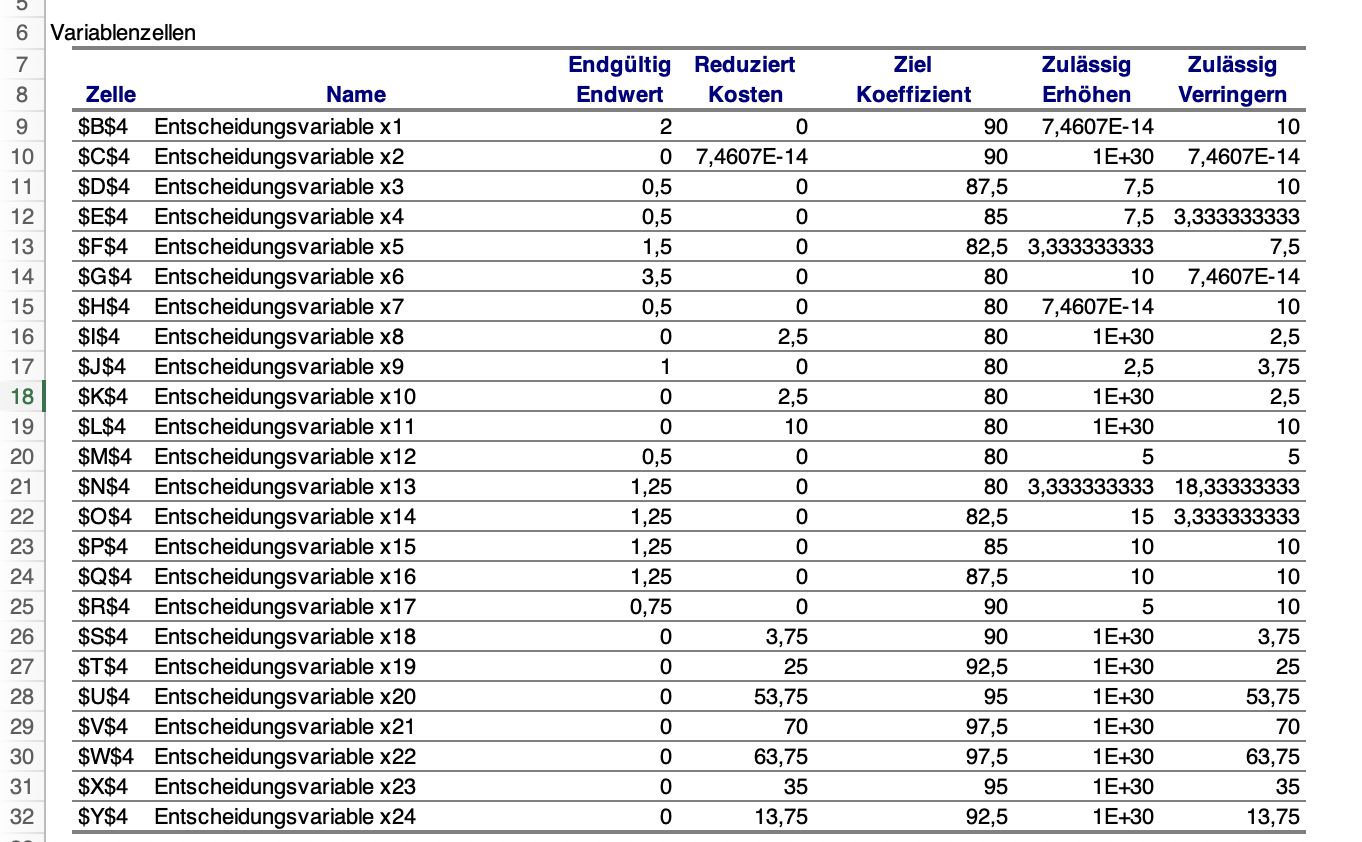 5
6 Variablenzellen
7 Endgültig Reduziert Ziel Zulässig Zulässig
8 Zelle Name Endwert Kosten Koeffizient Erhöhen Verringern
9 $B$4 Entscheidungsvariable x1 2 0 90 7,4607E-14 10
10 $C$4 Entscheidungsvariable x2 0 7,4607E-14 90 1E+30 7,4607E-14
11 $D$4 Entscheidungsvariable x3 0,5 0 87,5 7,5 10
12 $E$4 Entscheidungsvariable x4 0,5 0 85 7,5 3,333333333
13 $F$4 Entscheidungsvariable x5 1,5 0 82,5 3,333333333 7,5
14 $G$4 Entscheidungsvariable x6 3,5 0 80 10 7,4607E-14
15 $H$4 Entscheidungsvariable x7 0,5 0 80 7,4607E-14 10
16 $I$4 Entscheidungsvariable x8 0 2,5 80 1E+30 2,5
17 $J$4 Entscheidungsvariable x9 1 0 80 2,5 3,75
18 $K$4 Entscheidungsvariable x10 0 2,5 80 1E+30 2,5
19 $L$4 Entscheidungsvariable x11 0 10 80 1E+30 10
20 $M$4 Entscheidungsvariable x12 0,5 0 80 5 5
21 $N$4 Entscheidungsvariable x13 1,25 0 80 3,333333333 18,33333333
22 $O$4 Entscheidungsvariable x14 1,25 0 82,5 15 3,333333333
23 $P$4 Entscheidungsvariable x15 1,25 0 85 10 10
24 $Q$4 Entscheidungsvariable x16 1,25 0 87,5 10 10
25 $R$4 Entscheidungsvariable x17 0,75 0 90 5 10
26 $S$4 Entscheidungsvariable x18 0 3,75 90 1E+30 3,75
27 $T$4 Entscheidungsvariable x19 0 25 92,5 1E+30 25
28 $U$4 Entscheidungsvariable x20 0 53,75 95 1E+30 53,75
29 $V$4 Entscheidungsvariable x21 0 70 97,5 1E+30 70
30 $W$4 Entscheidungsvariable x22 0 63,75 97,5 1E+30 63,75
31 $X$4 Entscheidungsvariable x23 0 35 95 1E+30 35
32 $Y$4 Entscheidungsvariable x24 0 13,75 92,5 1E+30 13,75